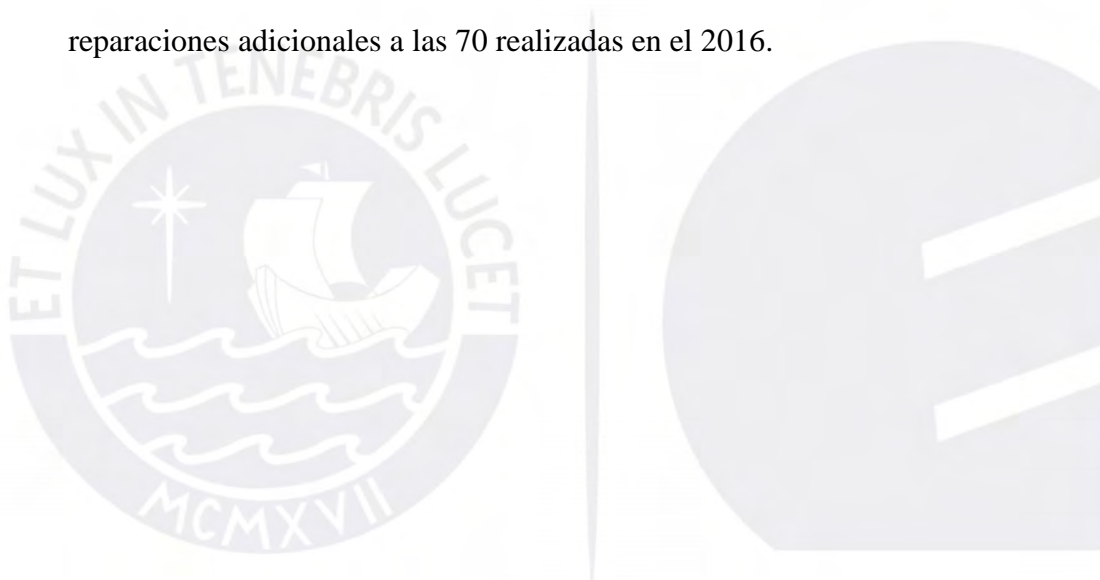 reparaciones adicionales a las 70 realizadas en el 2016.
ET LUX IN TENEBRIS LUCET
MCMXVII